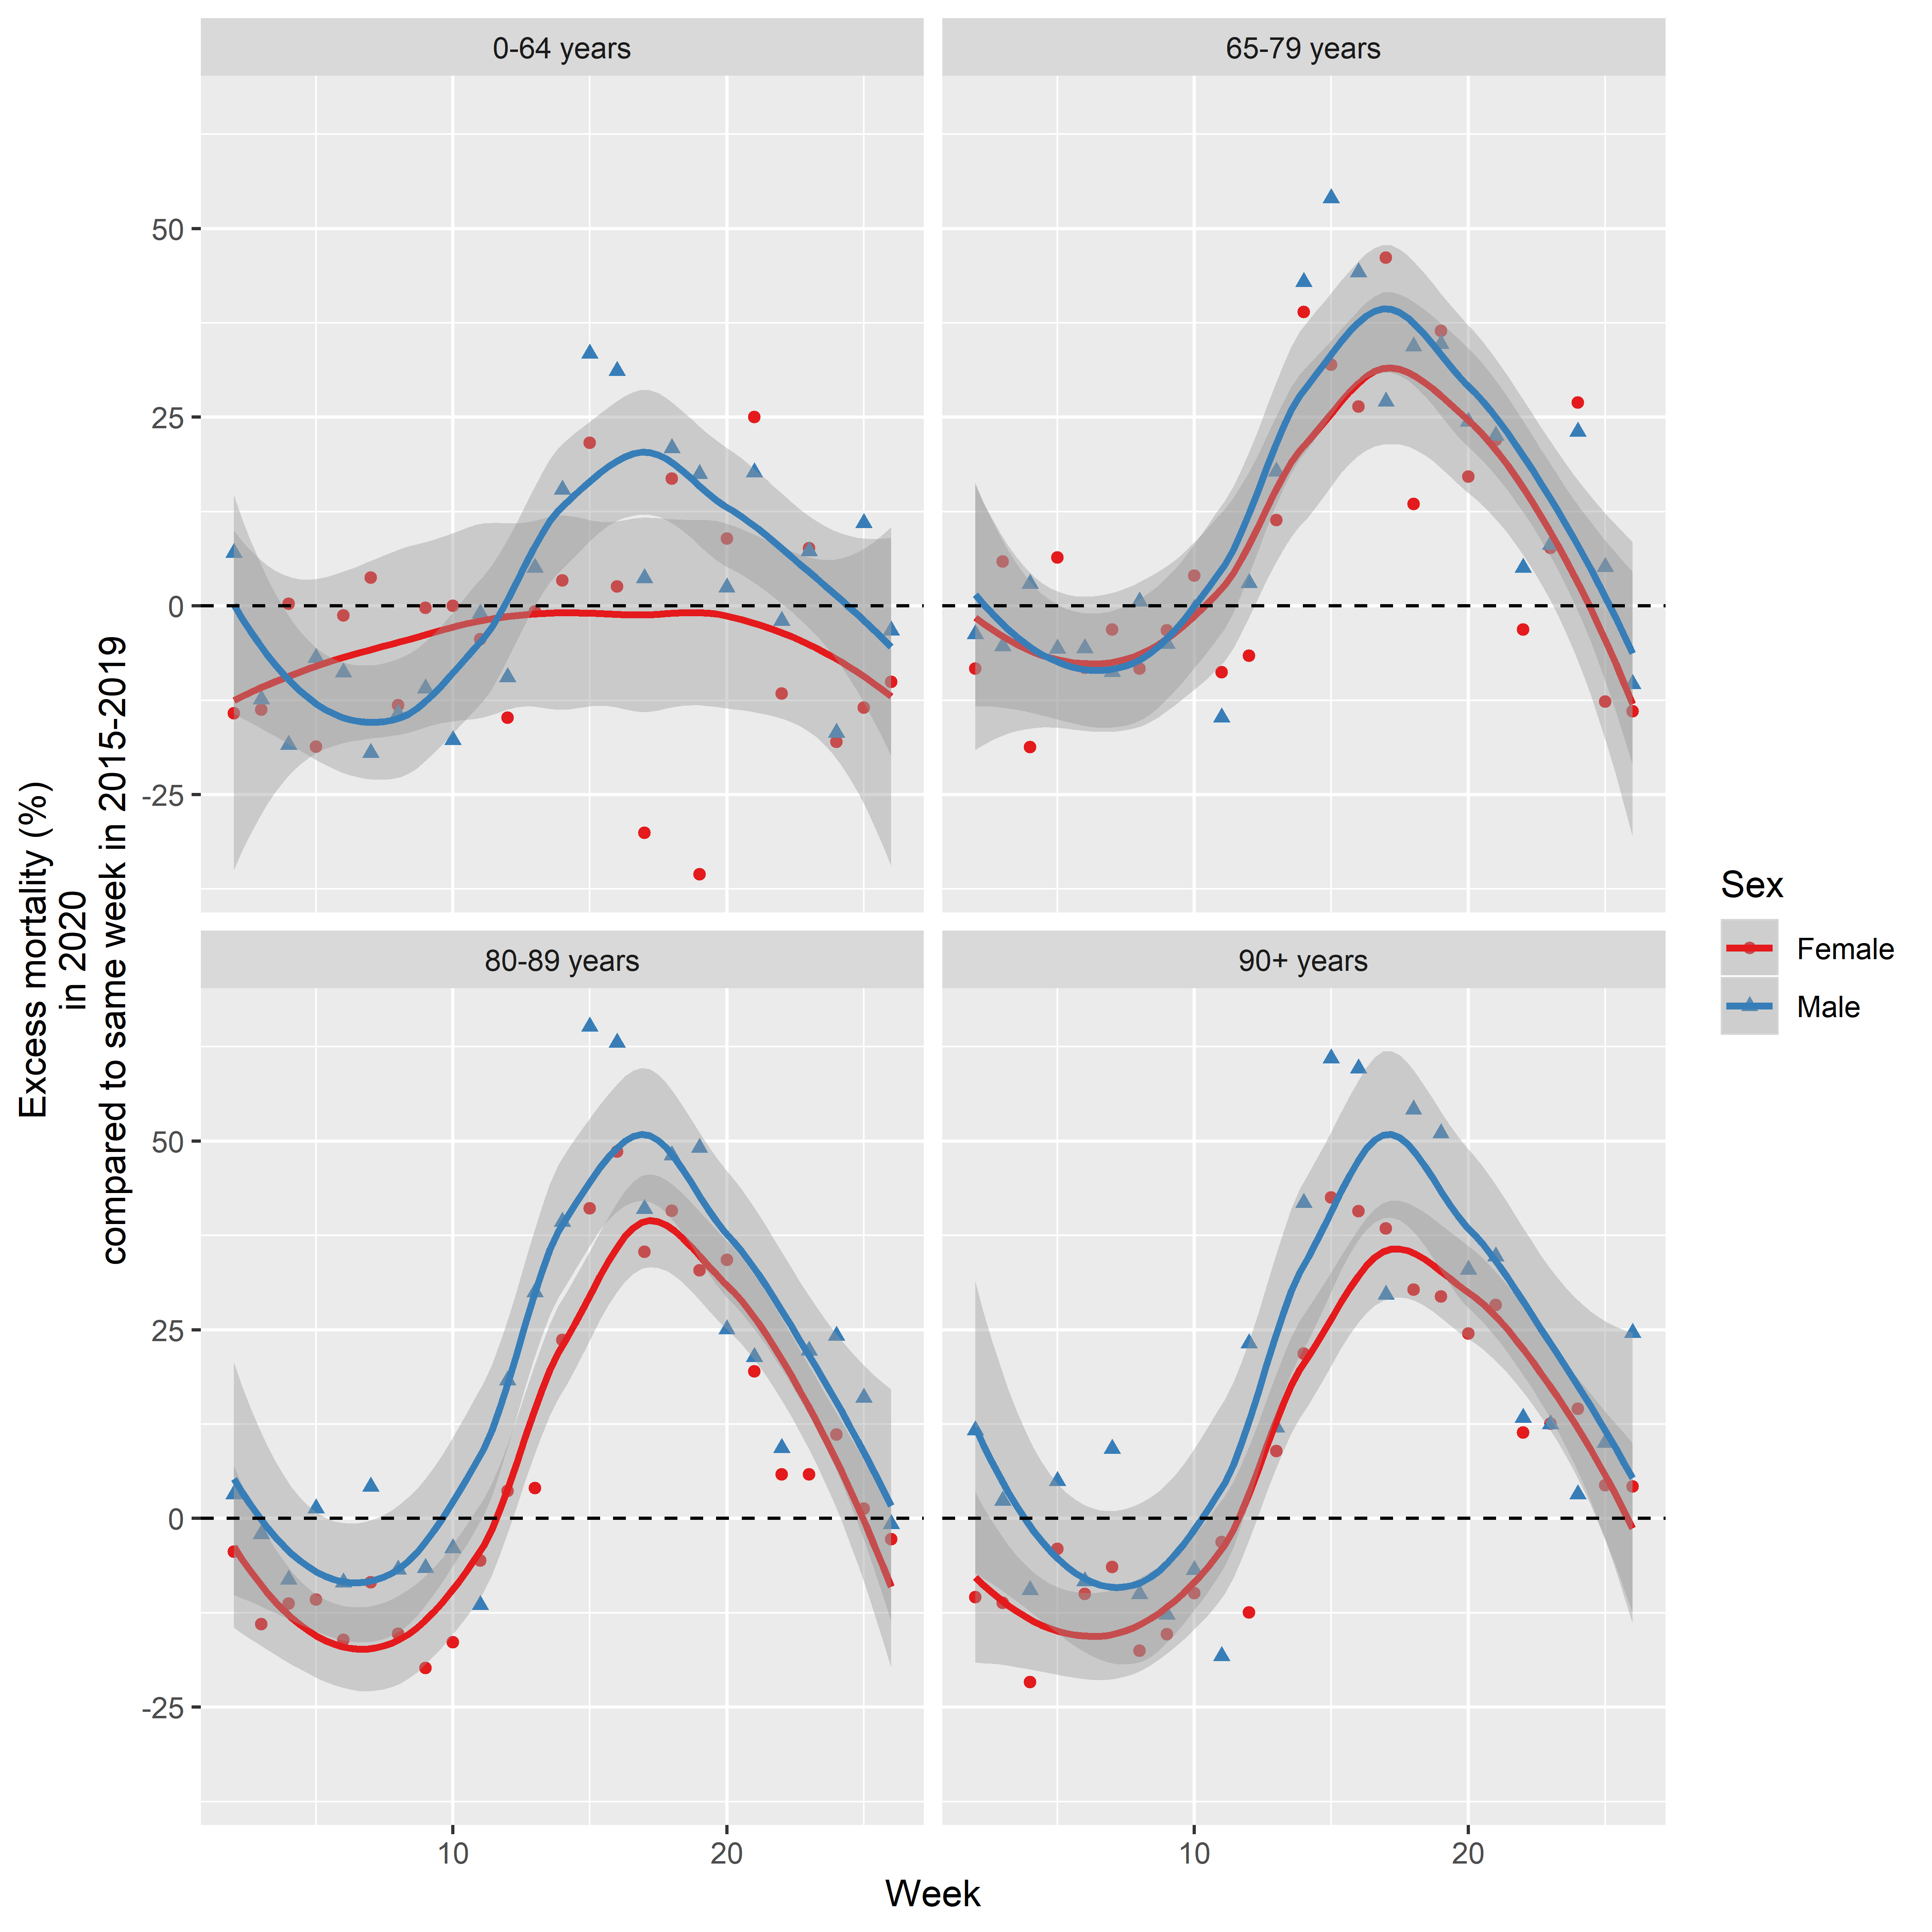 0-64 years
65-79 years
50
25
0
-25
80-89 years
90+ years
50
25
0
-25
10
20
10
20
Week
Excess mortality (%)
in 2020
compared to same week in 2015-2019
Sex
Female
Male